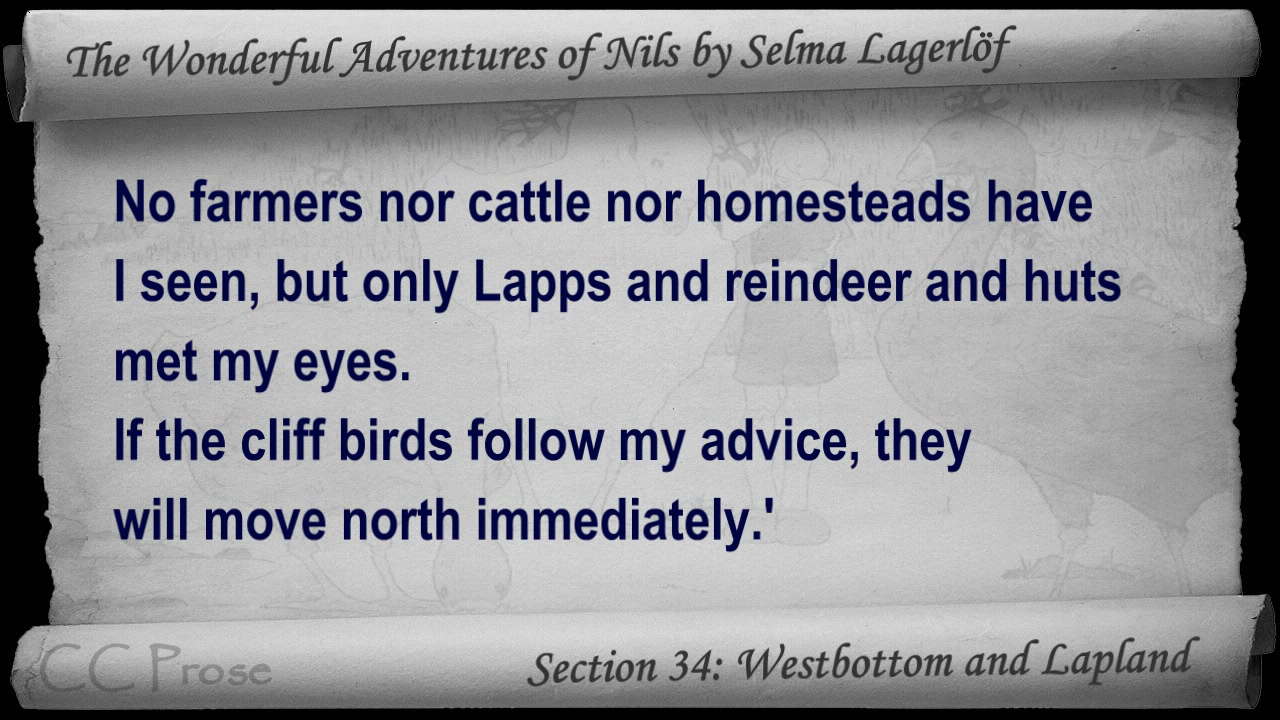 The Wonderful Adventures of Nils by Selma Lagerlöf
No farmers nor cattle nor homesteads have
I seen, but only Lapps and reindeer and huts
met my eyes.
If the cliff birds follow my advice, they
will move north immediately.'
CC Prose
Section 34: Westbottom and Lapland